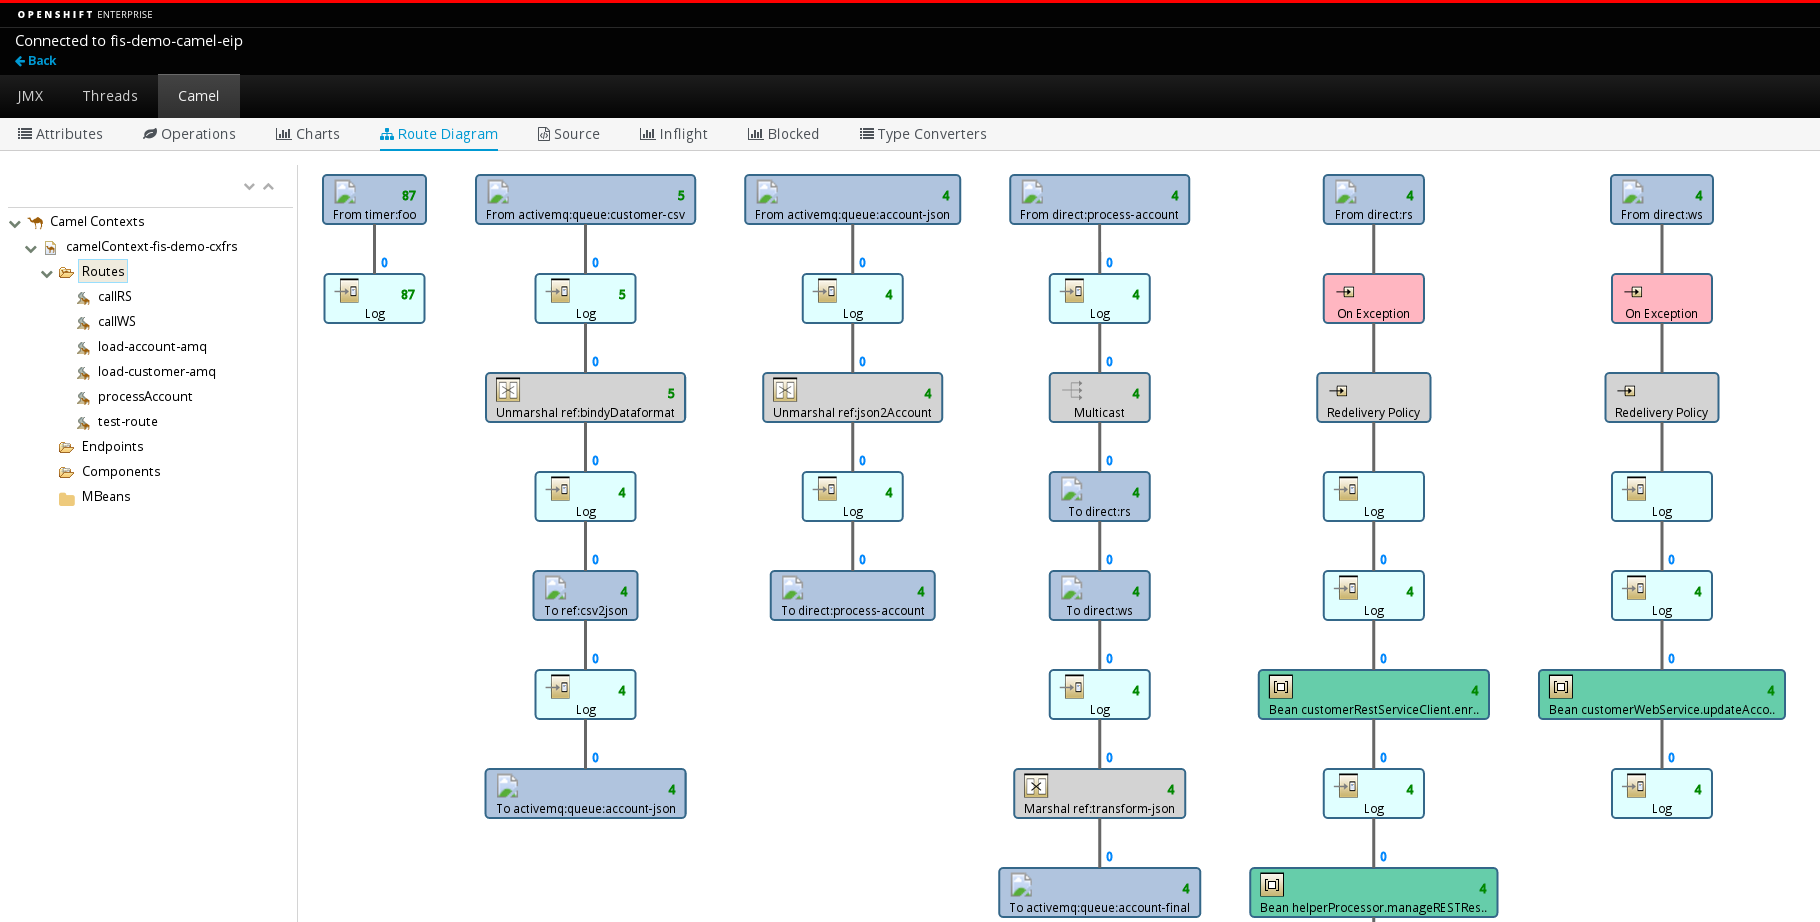 OPENSHIFT ENTERPRISE
Connected to fis-demo-camel-eip
Back
JMX Threads Camel
Attributes Operations Charts Route Diagram Source Inflight Blocked Type Converters
Camel Contexts
camelContext-fis-demo-cxfrs
Routes
callRS
callWS
load-account-amq
load-customer-amq
processAccount
test-route
Endpoints
Components
MBeans
87
From timer:foo
0
87
Log
5
From activemq:queue:customer-csv
0
5
Log
0
5
Unmarshal ref:bindyDataformat
0
4
Log
0
4
To ref:csv2json
0
4
Log
0
4
To activemq:queue:account-json
4
From activemq:queue:account-json
0
4
Log
0
4
Unmarshal ref:json2Account
0
4
Log
0
4
To direct:process-account
4
From direct:process-account
0
4
Log
0
4
Multicast
0
4
To direct:rs
0
4
To direct:ws
0
4
Log
0
4
Marshal ref:transform-json
0
4
To activemq:queue:account-final
4
From direct:rs
On Exception
Redelivery Policy
Log
0
4
Log
0
4
Bean customerRestServiceClient.enr..
0
4
Log
0
4
Bean helperProcessor.manageRESTRes..
4
From direct:ws
On Exception
Redelivery Policy
Log
0
4
Log
0
4
Bean customerWebService.updateAcco..
0
4
Log